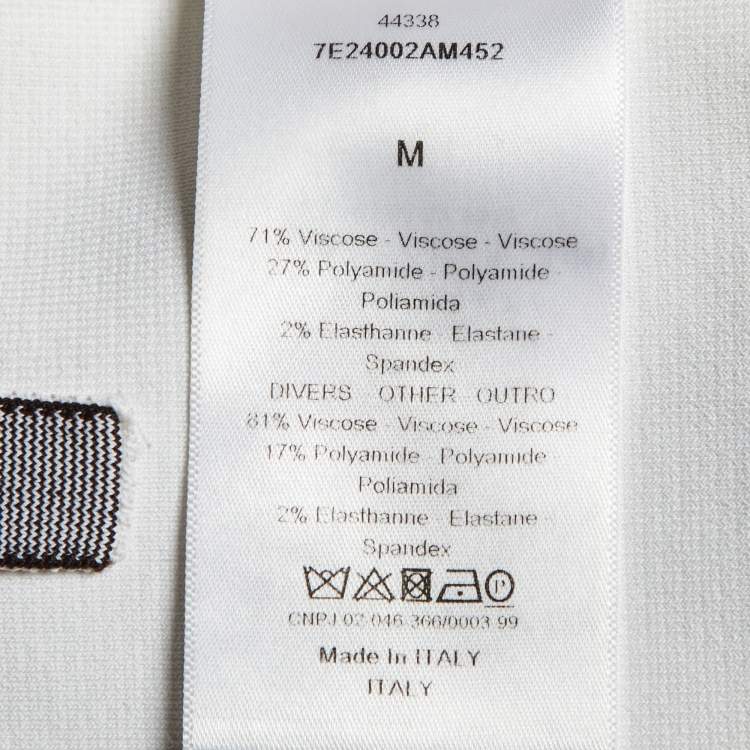 44338
7E24002AM452
M
71% Viscose - Viscose - Viscose
27% Polyamide - Polyamide -
Poliamida
2% Elasthanne - Elastane -
Spandex
DIVERS - OTHER - OUTRO
81% Viscose - Viscose - Viscose
17% Polyamide - Polyamide
Poliamida
2% Elasthanne - Elastane -
Spandex
P
CNPJ 02 046 366/0003 99
Made In ITALY
ITALY